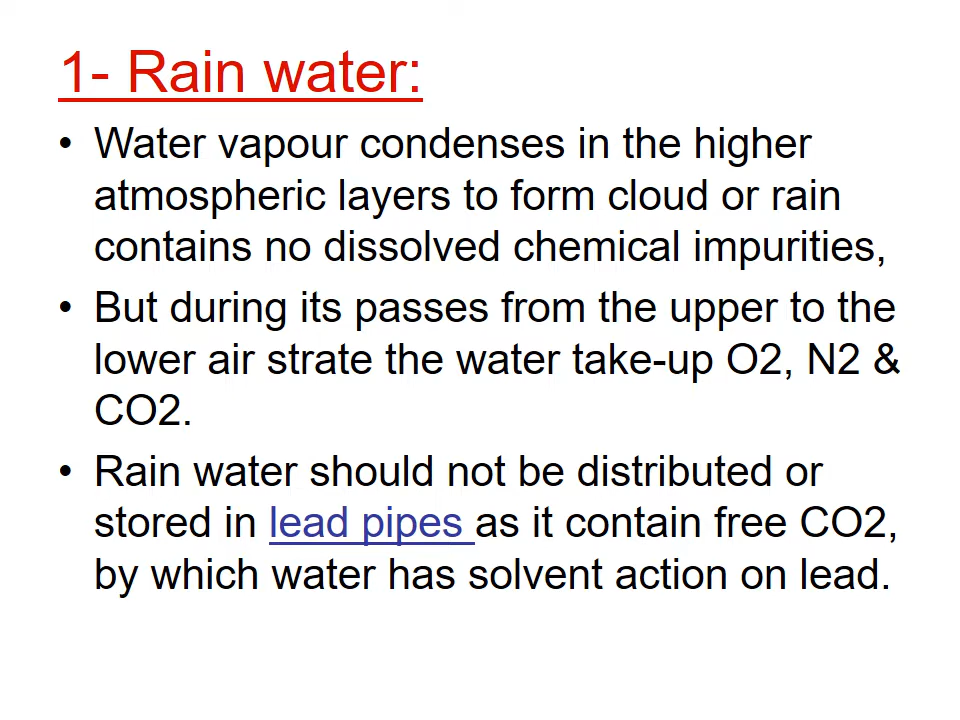 1- Rain water:
• Water vapour condenses in the higher
atmospheric layers to form cloud or rain
contains no dissolved chemical impurities,
• But during its passes from the upper to the
lower air strate the water take-up O2, N2 &
CO2.
• Rain water should not be distributed or
stored in lead pipes as it contain free CO2,
by which water has solvent action on lead.